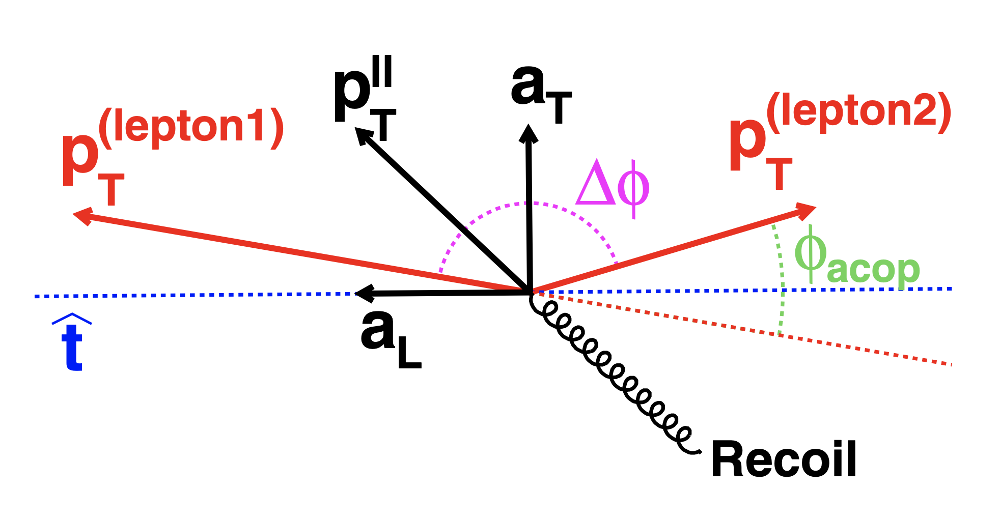 p_T^(lepton1)
p_T^ll
a_T
p_T^(lepton2)
Δϕ
ϕ_acop
t̂
a_L
Recoil